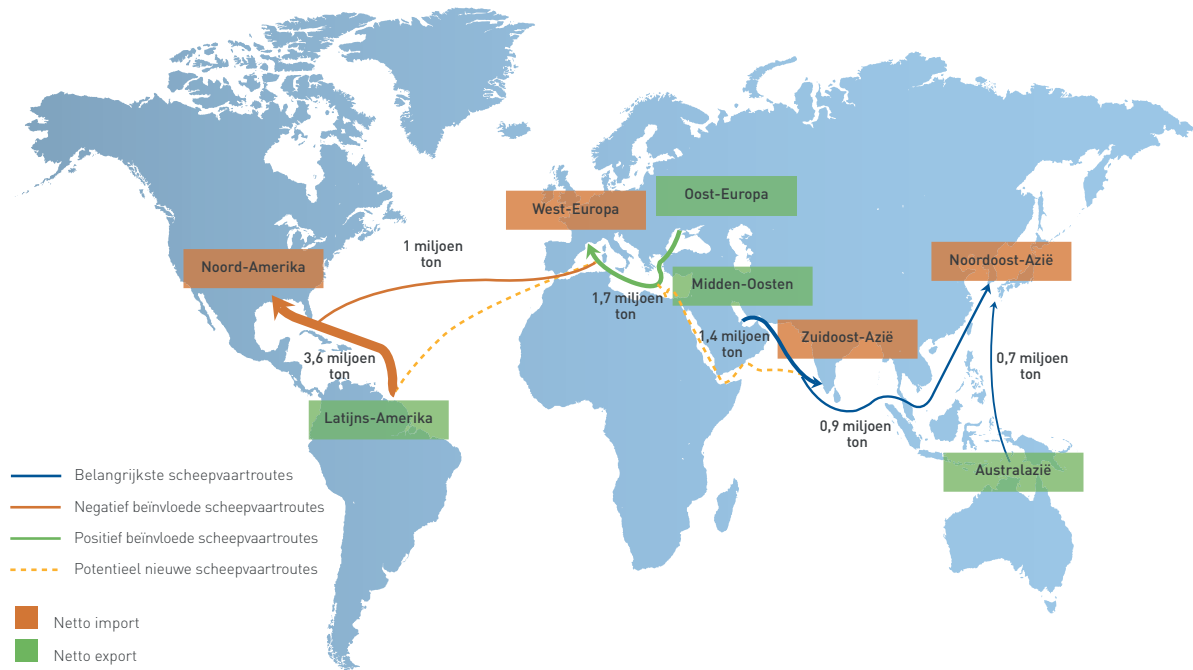 Oost-Europa
West-Europa
1 miljoen
ton
Noord-Amerika
Noordoost-Azië
Midden-Oosten
1,7 miljoen
ton
1,4 miljoen
ton
Zuidoost-Azië
3,6 miljoen
ton
0,7 miljoen
ton
Latijns-Amerika
0,9 miljoen
ton
Australazië
Belangrijkste scheepvaartroutes
Negatief beïnvloede scheepvaartroutes
Positief beïnvloede scheepvaartroutes
Potentieel nieuwe scheepvaartroutes
Netto import
Netto export